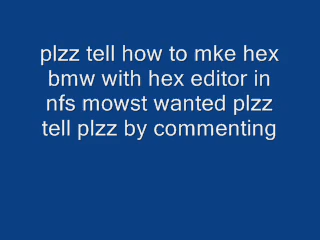 plzz tell how to mke hex
bmw with hex editor in
nfs mowst wanted plzz
tell plzz by commenting